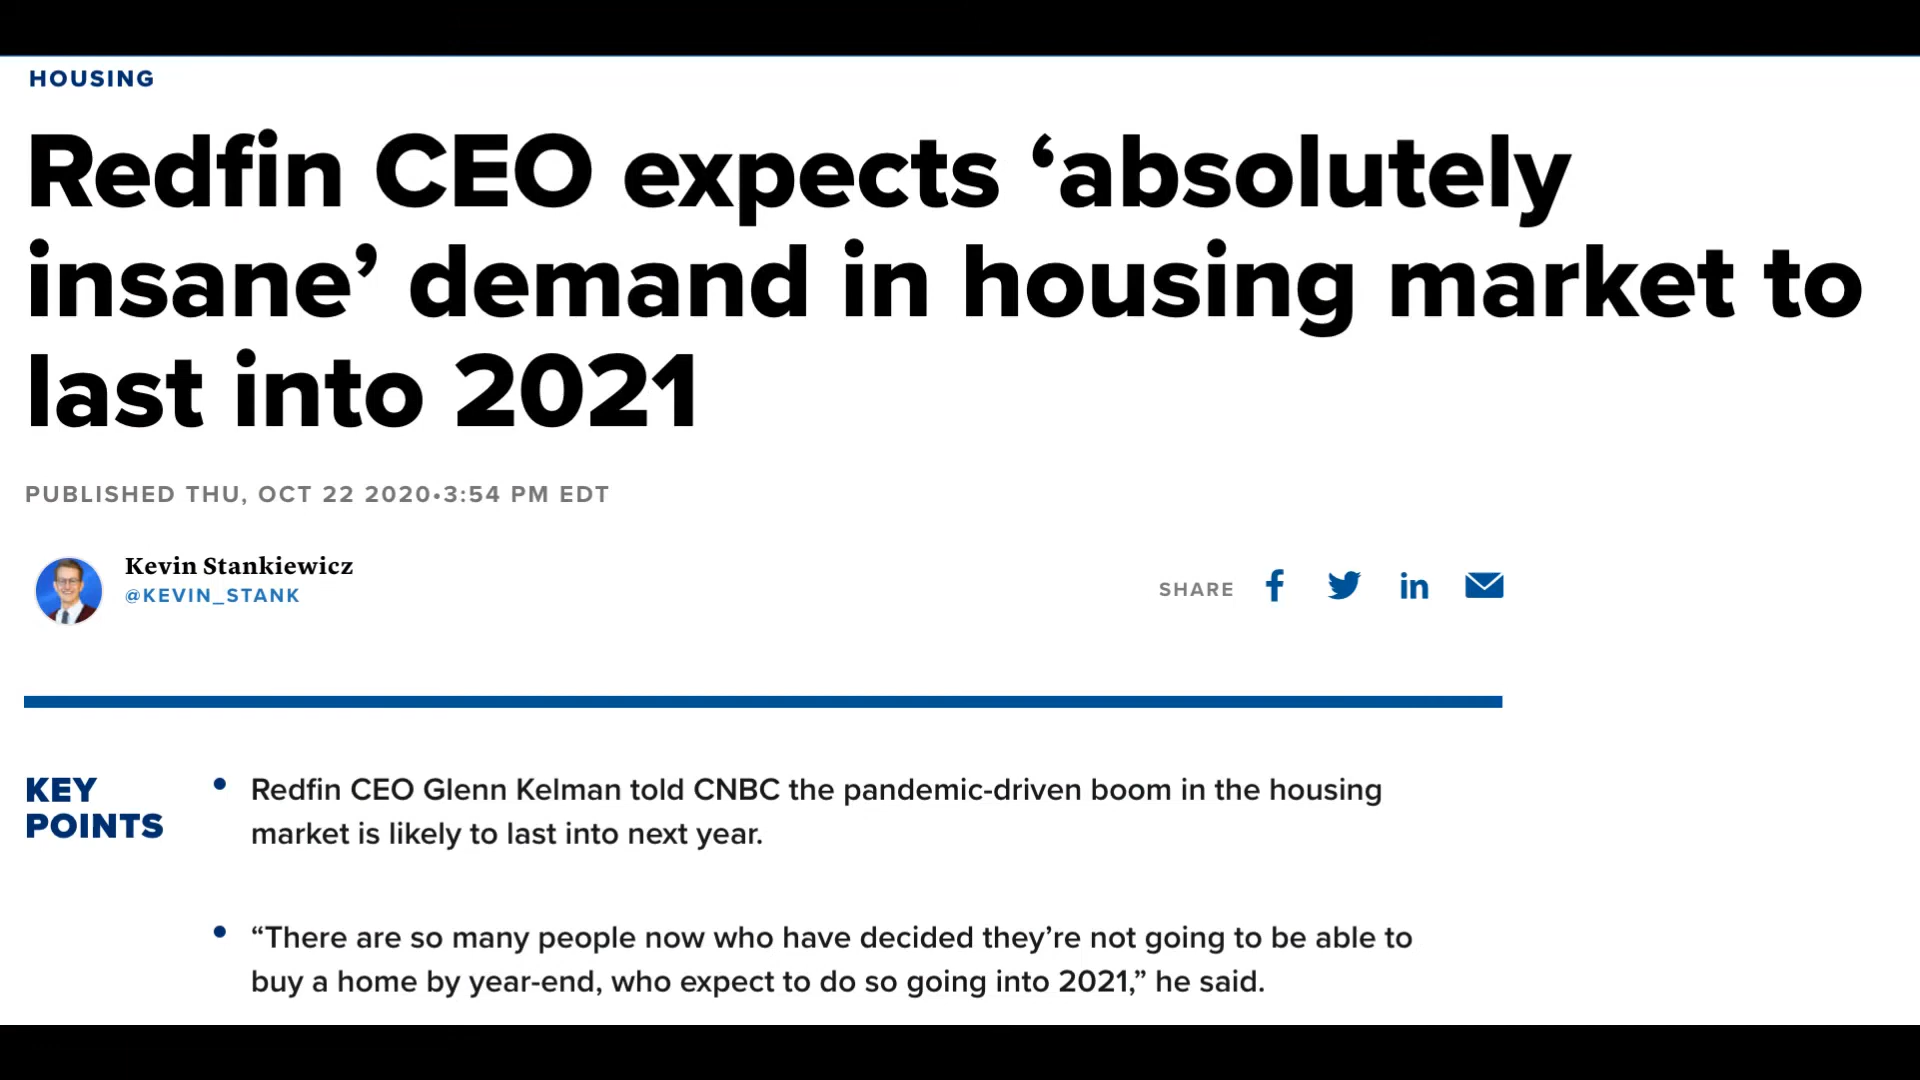 HOUSING
Redfin CEO expects ‘absolutely
insane’ demand in housing market to
last into 2021
PUBLISHED THU, OCT 22 2020•3:54 PM EDT
Kevin Stankiewicz
@KEVIN_STANK
SHARE
KEY
POINTS
• Redfin CEO Glenn Kelman told CNBC the pandemic-driven boom in the housing
market is likely to last into next year.
• “There are so many people now who have decided they’re not going to be able to
buy a home by year-end, who expect to do so going into 2021,” he said.